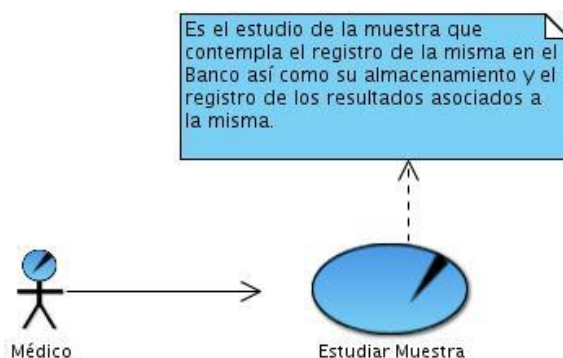 Es el estudio de la muestra que
contempla el registro de la misma en el
Banco así como su almacenamiento y el
registro de los resultados asociados a
la misma.
Médico
Estudiar Muestra